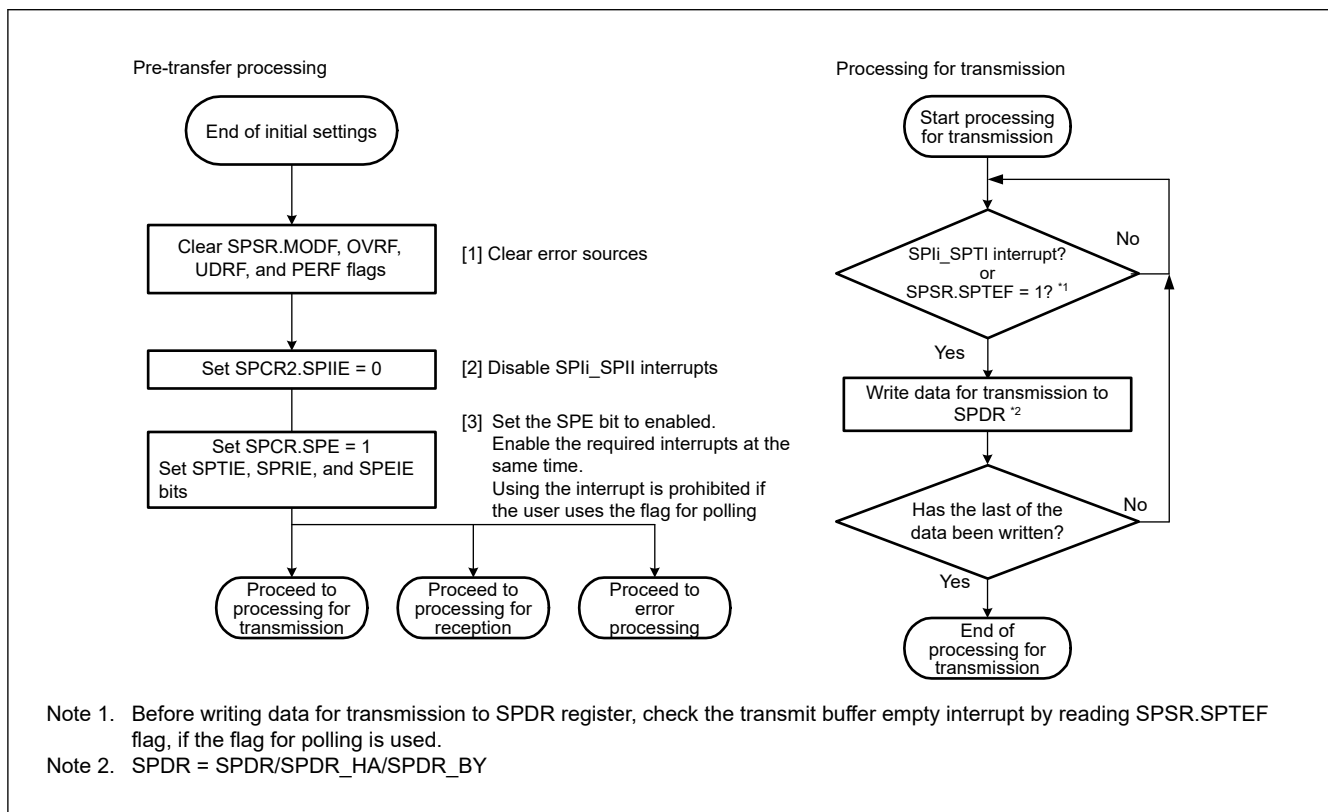 Pre-transfer processing
End of initial settings
Clear SPSR.MODF, OVRF,
UDRF, and PERF flags
[1] Clear error sources
Set SPCR2.SPIIE = 0
[2] Disable SPIi_SPII interrupts
Set SPCR.SPE = 1
Set SPTIE, SPRIE, and SPEIE
bits
[3] Set the SPE bit to enabled.
Enable the required interrupts at the
same time.
Using the interrupt is prohibited if
the user uses the flag for polling
Proceed to
processing for
transmission
Proceed to
processing for
reception
Proceed to
error
processing
Processing for transmission
Start processing
for transmission
SPIi_SPTI interrupt?
or
SPSR.SPTEF = 1? *1
No
Yes
Write data for transmission to
SPDR *2
Has the last of the
data been written?
No
Yes
End of
processing for
transmission
Note 1. Before writing data for transmission to SPDR register, check the transmit buffer empty interrupt by reading SPSR.SPTEF
flag, if the flag for polling is used.
Note 2. SPDR = SPDR/SPDR_HA/SPDR_BY